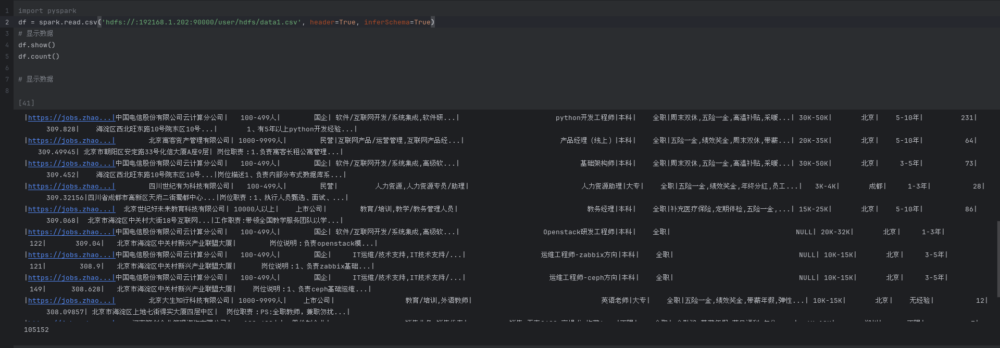 1 import pyspark
2 df = spark.read.csv('hdfs://:192168.1.202:90000/user/hdfs/data1.csv', header=True, inferSchema=True)
3 # 显示数据
4 df.show()
5 df.count()
6
7 # 显示数据
8
[41]
|https://jobs.zhao...|中国电信股份有限公司云计算分公司| 100-499人| 国企| 软件/互联网开发/系统集成,软件研...| python开发工程师|本科| 全职|周末双休,五险一金,高温补贴,采暖...| 30K-50K| 北京| 5-10年| 231|
309.828| 海淀区西北旺东路10号院东区10号...| 1、有5年以上python开发经验...|
|https://jobs.zhao...| 北京寓客资产管理有限公司| 1000-9999人| 民营|互联网产品/运营管理,互联网产品经...| 产品经理（线上）|本科| 全职|五险一金,绩效奖金,周末双休,带薪...| 20K-35K| 北京| 5-10年| 64|
309.49945| 北京市朝阳区安定路33号化信大厦A座9层| 岗位职责：1.负责寓客长租公寓管理...|
|https://jobs.zhao...|中国电信股份有限公司云计算分公司| 100-499人| 国企| 软件/互联网开发/系统集成,高级软...| 基础架构师|本科| 全职|周末双休,五险一金,高温补贴,采暖...| 30K-50K| 北京| 3-5年| 73|
309.452| 海淀区西北旺东路10号院东区10号...|岗位描述1、负责内部分布式数据库系...|
|https://jobs.zhao...| 四川世纪有为科技有限公司| 100-499人| 民营| 人力资源,人力资源专员/助理| 人力资源助理|大专| 全职|五险一金,绩效奖金,年终分红,员工...| 3K-4K| 成都| 1-3年| 28|
309.32156|四川省成都市高新区天府二街蜀都中心...|岗位职责：1、执行人员甄选、面试、...|
|https://jobs.zhao...| 北京世纪好未来教育科技有限公司| 10000人以上| 上市公司| 教育/培训,教学/教务管理人员| 教务经理|本科| 全职|补充医疗保险,定期体检,五险一金,...| 15K-25K| 北京| 5-10年| 86|
309.068| 北京市海淀区中关村大街18号互联网...|工作职责:带领全国教学服务团队以学...|
|https://jobs.zhao...|中国电信股份有限公司云计算分公司| 100-499人| 国企| 软件/互联网开发/系统集成,高级软...| Openstack研发工程师|本科| 全职| NULL| 20K-32K| 北京| 1-3年|
122| 309.04| 北京市海淀区中关村新兴产业联盟大厦| 岗位说明：负责openstack模...|
|https://jobs.zhao...|中国电信股份有限公司云计算分公司| 100-499人| 国企| IT运维/技术支持,IT技术支持/...| 运维工程师-zabbix方向|本科| 全职| NULL| 10K-15K| 北京| 3-5年|
121| 308.9| 北京市海淀区中关村新兴产业联盟大厦| 岗位说明：1、负责zabbix基础...|
|https://jobs.zhao...|中国电信股份有限公司云计算分公司| 100-499人| 国企| IT运维/技术支持,IT技术支持/...| 运维工程师-ceph方向|本科| 全职| NULL| 10K-15K| 北京| 3-5年|
149| 308.628| 北京市海淀区中关村新兴产业联盟大厦| 岗位说明：1、负责ceph基础运维...|
|https://jobs.zhao...| 北京大生知行科技有限公司| 1000-9999人| 上市公司| 教育/培训,外语教师| 英语老师|大专| 全职|五险一金,绩效奖金,带薪年假,弹性...| 10K-15K| 北京| 无经验| 12|
308.09857| 北京市海淀区上地七街得实大厦四层中区| 岗位职责：PS:全职教师，兼职勿扰...|
105152